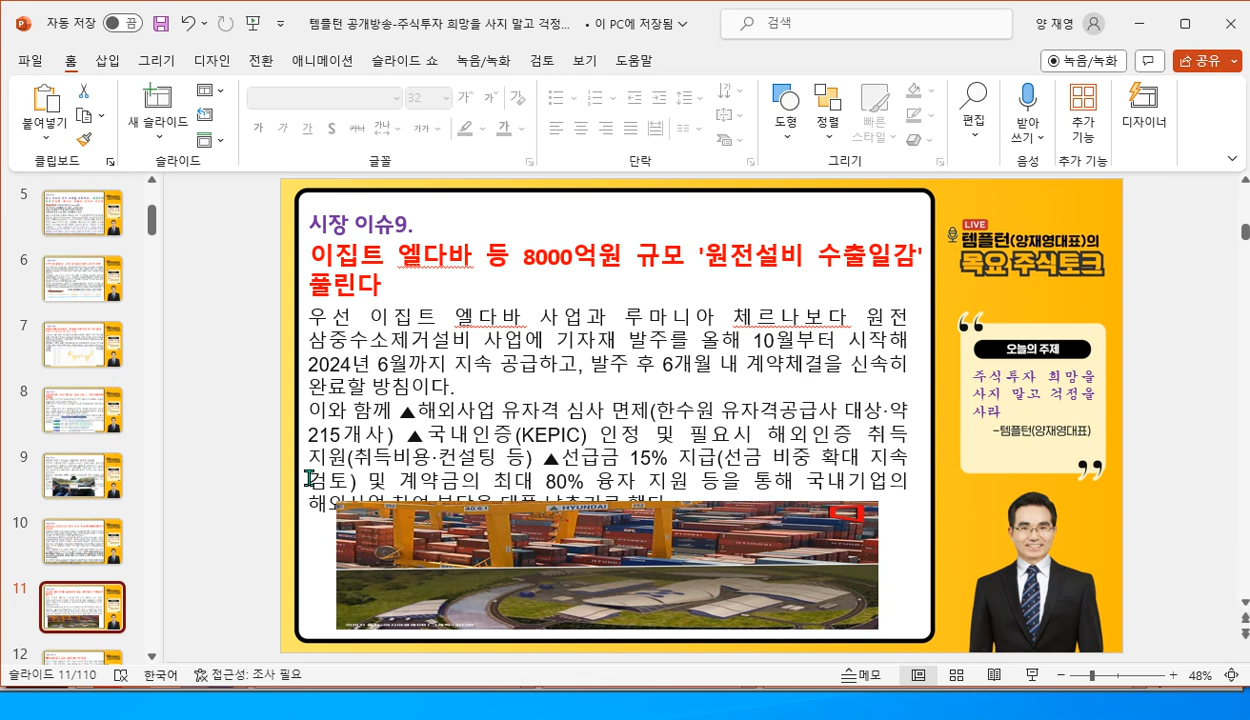 자동 저장 끔
템플턴 공개방송-주식투자 희망을 사지 말고 걱정... • 이 PC에 저장됨
검색
양 재영
파일 홈 삽입 그리기 디자인 전환 애니메이션 슬라이드 쇼 녹음/녹화 검토 보기 도움말
녹음/녹화
공유
붙여넣기
새 슬라이드
32
가 가 가 S 가나 가나 가가 가
도형
정렬
빠른 스타일
편집
받아쓰기
추가 기능
디자이너
클립보드
슬라이드
글꼴
단락
그리기
음성
추가 기능
5
6
7
8
9
10
11
12
시장 이슈9.
이집트 엘다바 등 8000억원 규모 '원전설비 수출일감'
풀린다
우선 이집트 엘다바 사업과 루마니아 체르나보다 원전
삼중수소제거설비 사업에 기자재 발주를 올해 10월부터 시작해
2024년 6월까지 지속 공급하고, 발주 후 6개월 내 계약체결을 신속히
완료할 방침이다.
이와 함께 ▲해외사업 유자격 심사 면제(한수원 유자격공급사 대상·약
215개사) ▲국내인증(KEPIC) 인정 및 필요시 해외인증 취득
지원(취득비용·컨설팅 등) ▲선급금 15% 지급(선금 비중 확대 지속
검토) 및 계약금의 최대 80% 융자 지원 등을 통해 국내기업의
HYUNDAI
LIVE
템플턴(양재영대표)의
목요 주식토크
오늘의 주제
주식투자 희망을
사지 말고 걱정을
사라
-템플턴(양재영대표)
슬라이드 11/110
한국어
접근성: 조사 필요
메모
48%